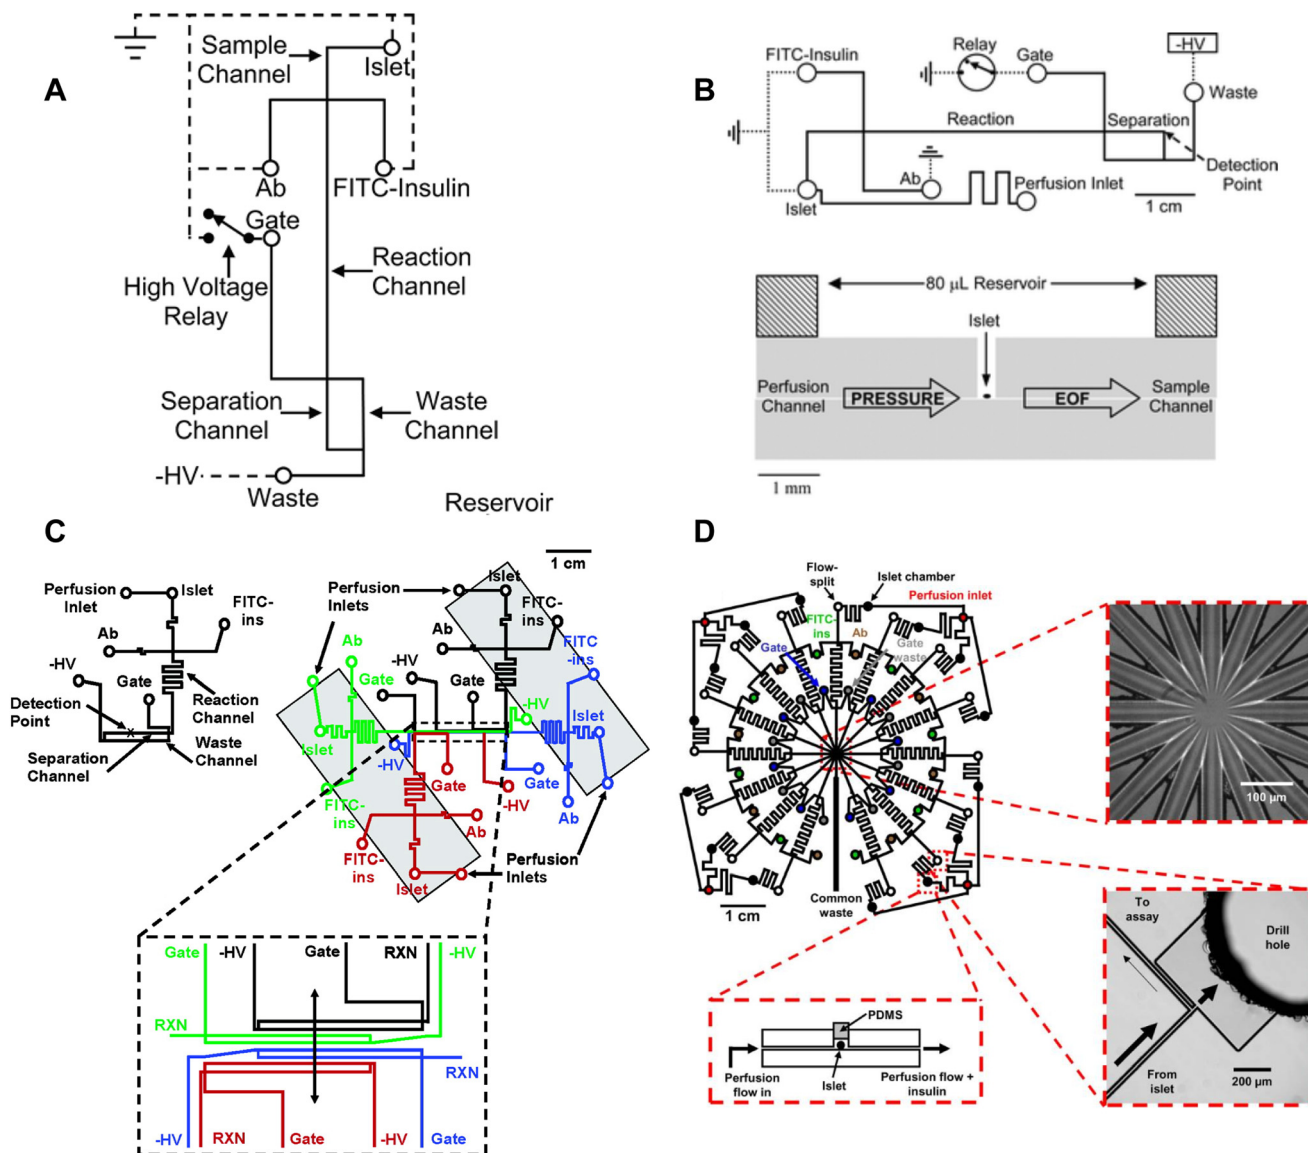 A
Sample
Channel
Islet
Ab
FITC-Insulin
Gate
High Voltage
Relay
Reaction
Channel
Separation
Channel
Waste
Channel
-HV
Waste
Reservoir
B
FITC-Insulin
Relay
Gate
-HV
Waste
Reaction
Separation
Detection
Point
Ab
Perfusion Inlet
Islet
1 cm
80 μL Reservoir
Islet
Perfusion
Channel
PRESSURE
EOF
Sample
Channel
1 mm
C
1 cm
Perfusion
Inlet
Islet
FITC-
ins
Ab
-HV
Gate
Detection
Point
Reaction
Channel
Separation
Channel
Waste
Channel
Perfusion
Inlets
Islet
FITC-
ins
Ab
Ab
FITC
-ins
-HV
Gate
-HV
Islet
Islet
-HV
Gate
Gate
-HV
FITC-
ins
Ab
Ab
FITC-
ins
Islet
Perfusion
Inlets
Gate
-HV
Gate
RXN
-HV
RXN
RXN
-HV
RXN
Gate
-HV
Gate
D
Flow-
split
Islet chamber
Perfusion inlet
FITC-
ins
Ab
Gate
Gate
waste
100 μm
1 cm
Common
waste
To
assay
Drill
hole
From
islet
200 μm
PDMS
Perfusion
flow in
Islet
Perfusion flow +
insulin